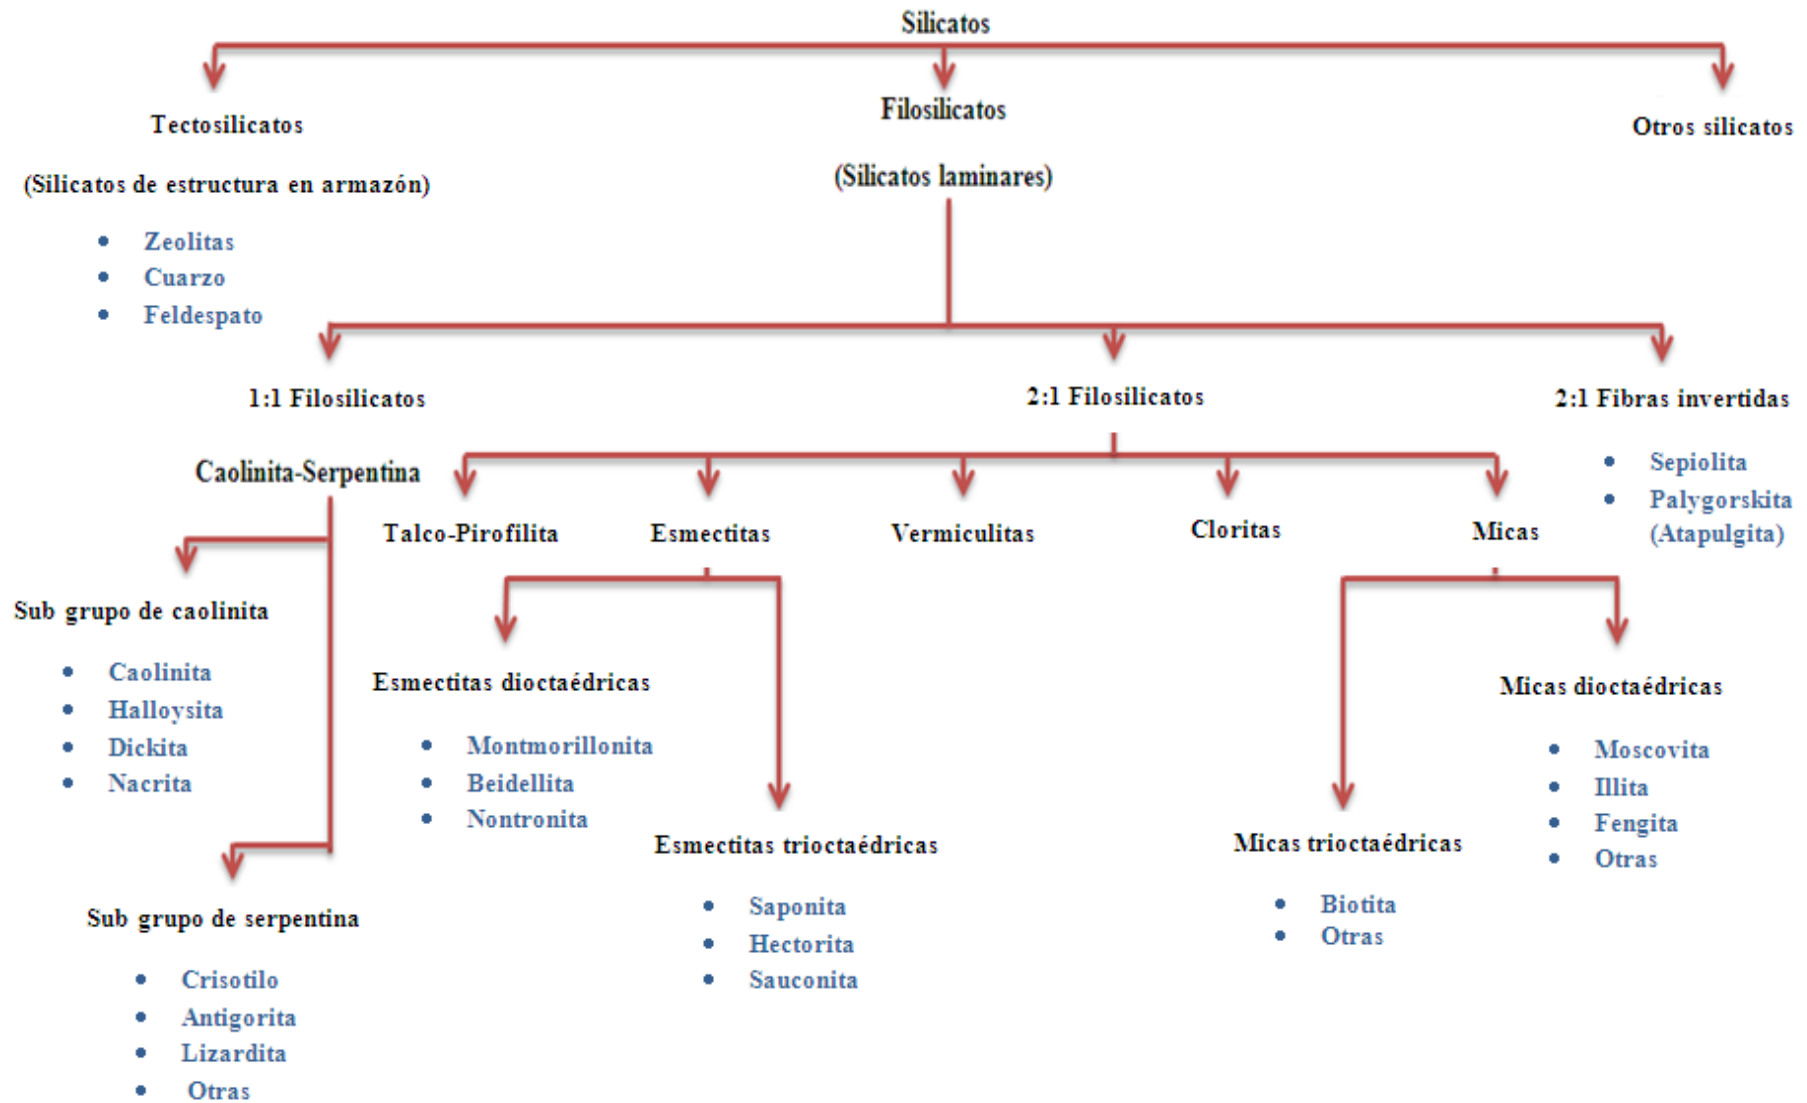 Silicatos
Tectosilicatos
(Silicatos de estructura en armazón)
Zeolitas
Cuarzo
Feldespato
Filosilicatos
(Silicatos laminares)
Otros silicatos
1:1 Filosilicatos
Caolinita-Serpentina
Sub grupo de caolinita
Caolinita
Halloysita
Dickita
Nacrita
Sub grupo de serpentina
Crisotilo
Antigorita
Lizardita
Otras
2:1 Filosilicatos
Talco-Pirofilita
Esmectitas
Esmectitas dioctaédricas
Montmorillonita
Beidellita
Nontronita
Esmectitas trioctaédricas
Saponita
Hectorita
Sauconita
Vermiculitas
Cloritas
Micas
Micas trioctaédricas
Biotita
Otras
Micas dioctaédricas
Moscovita
Illita
Fengita
Otras
2:1 Fibras invertidas
Sepiolita
Palygorskita
(Atapulgita)